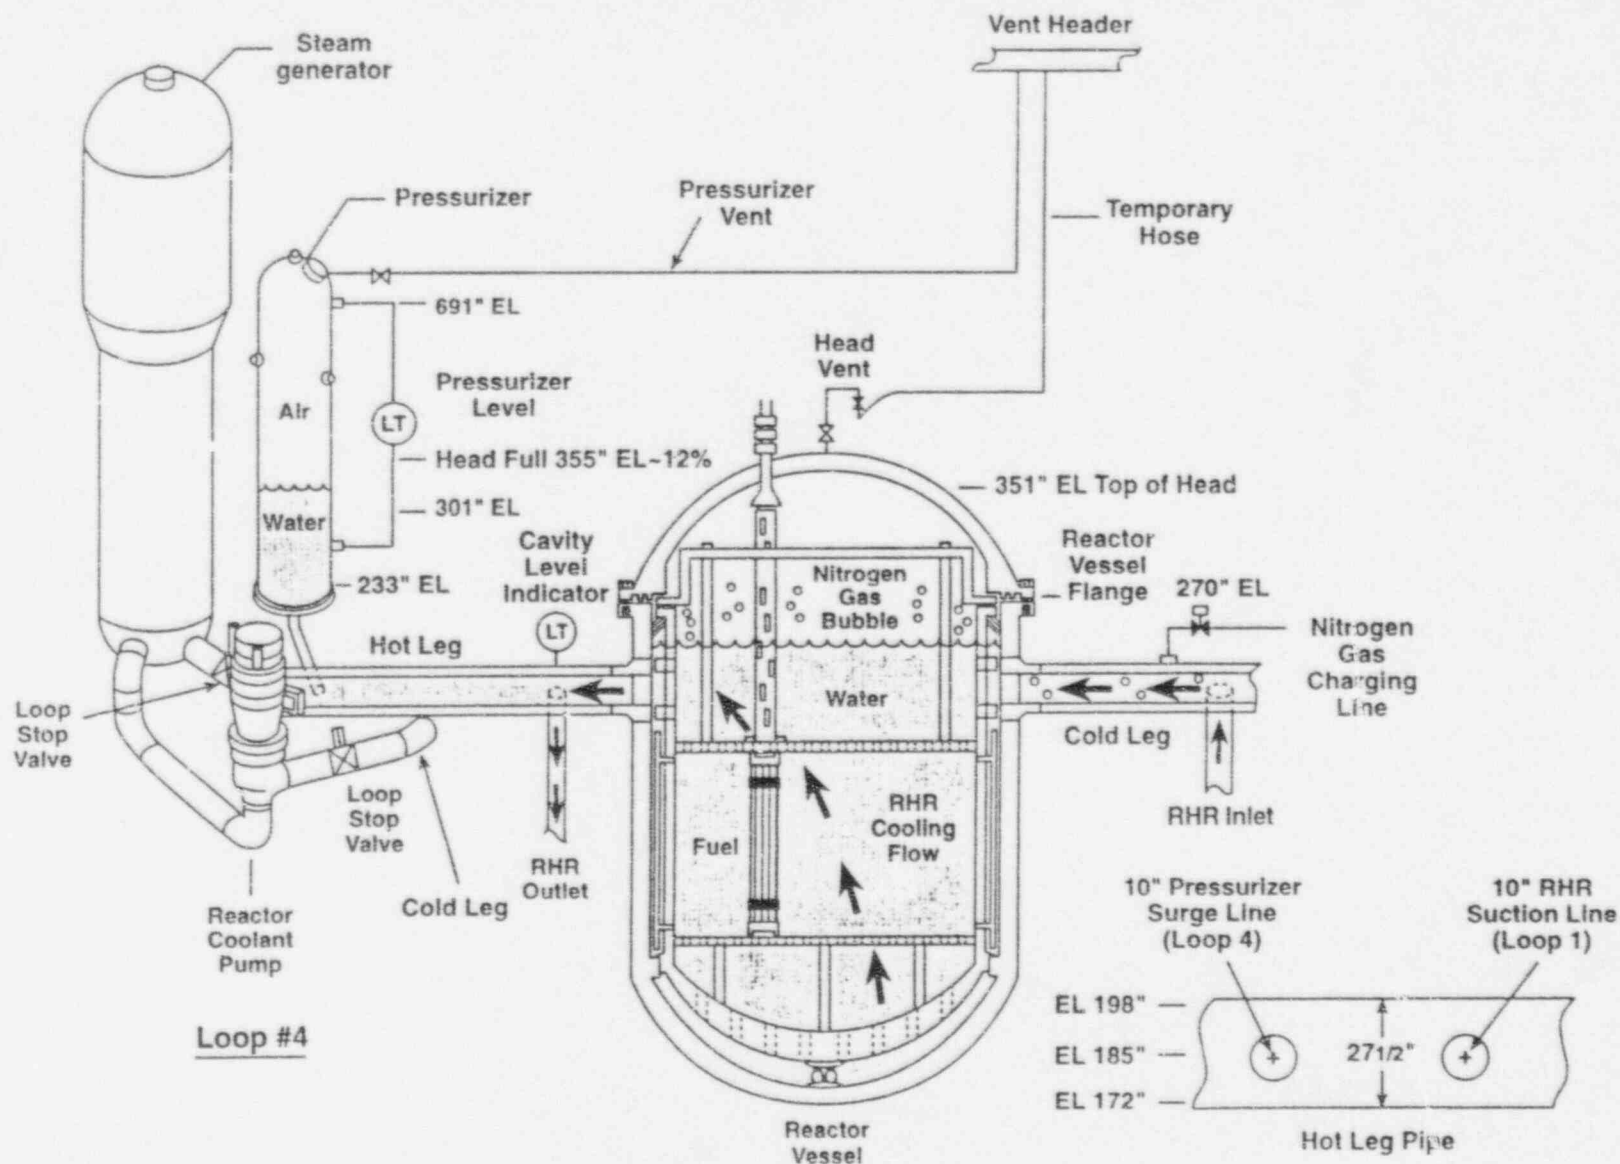 Vent Header
Steam
generator
Pressurizer
Pressurizer
Vent
Temporary
Hose
691" EL
Head
Vent
Pressurizer
Level
Air
LT
Head Full 355" EL~12%
351" EL Top of Head
301" EL
Water
Cavity
Level
Indicator
LT
Reactor
Vessel
Flange
Nitrogen
Gas
Bubble
233" EL
270" EL
Hot Leg
Nitrogen
Gas
Charging
Line
Water
Loop
Stop
Valve
Cold Leg
Loop
Stop
Valve
RHR Inlet
Fuel
RHR
Cooling
Flow
RHR
Outlet
Cold Leg
Reactor
Coolant
Pump
10" Pressurizer
Surge Line
(Loop 4)
10" RHR
Suction Line
(Loop 1)
EL 198"
EL 185"
27 1/2"
EL 172"
Loop #4
Hot Leg Pipe
Reactor
Vessel